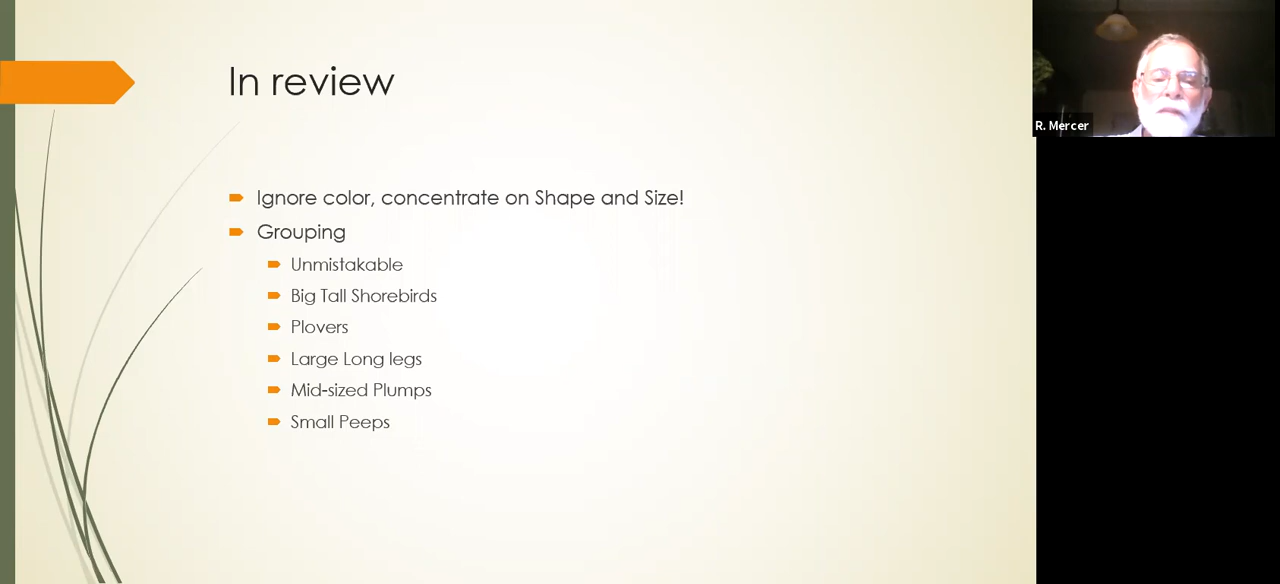 In review
Ignore color, concentrate on Shape and Size!
Grouping
Unmistakable
Big Tall Shorebirds
Plovers
Large Long legs
Mid-sized Plumps
Small Peeps
R. Mercer